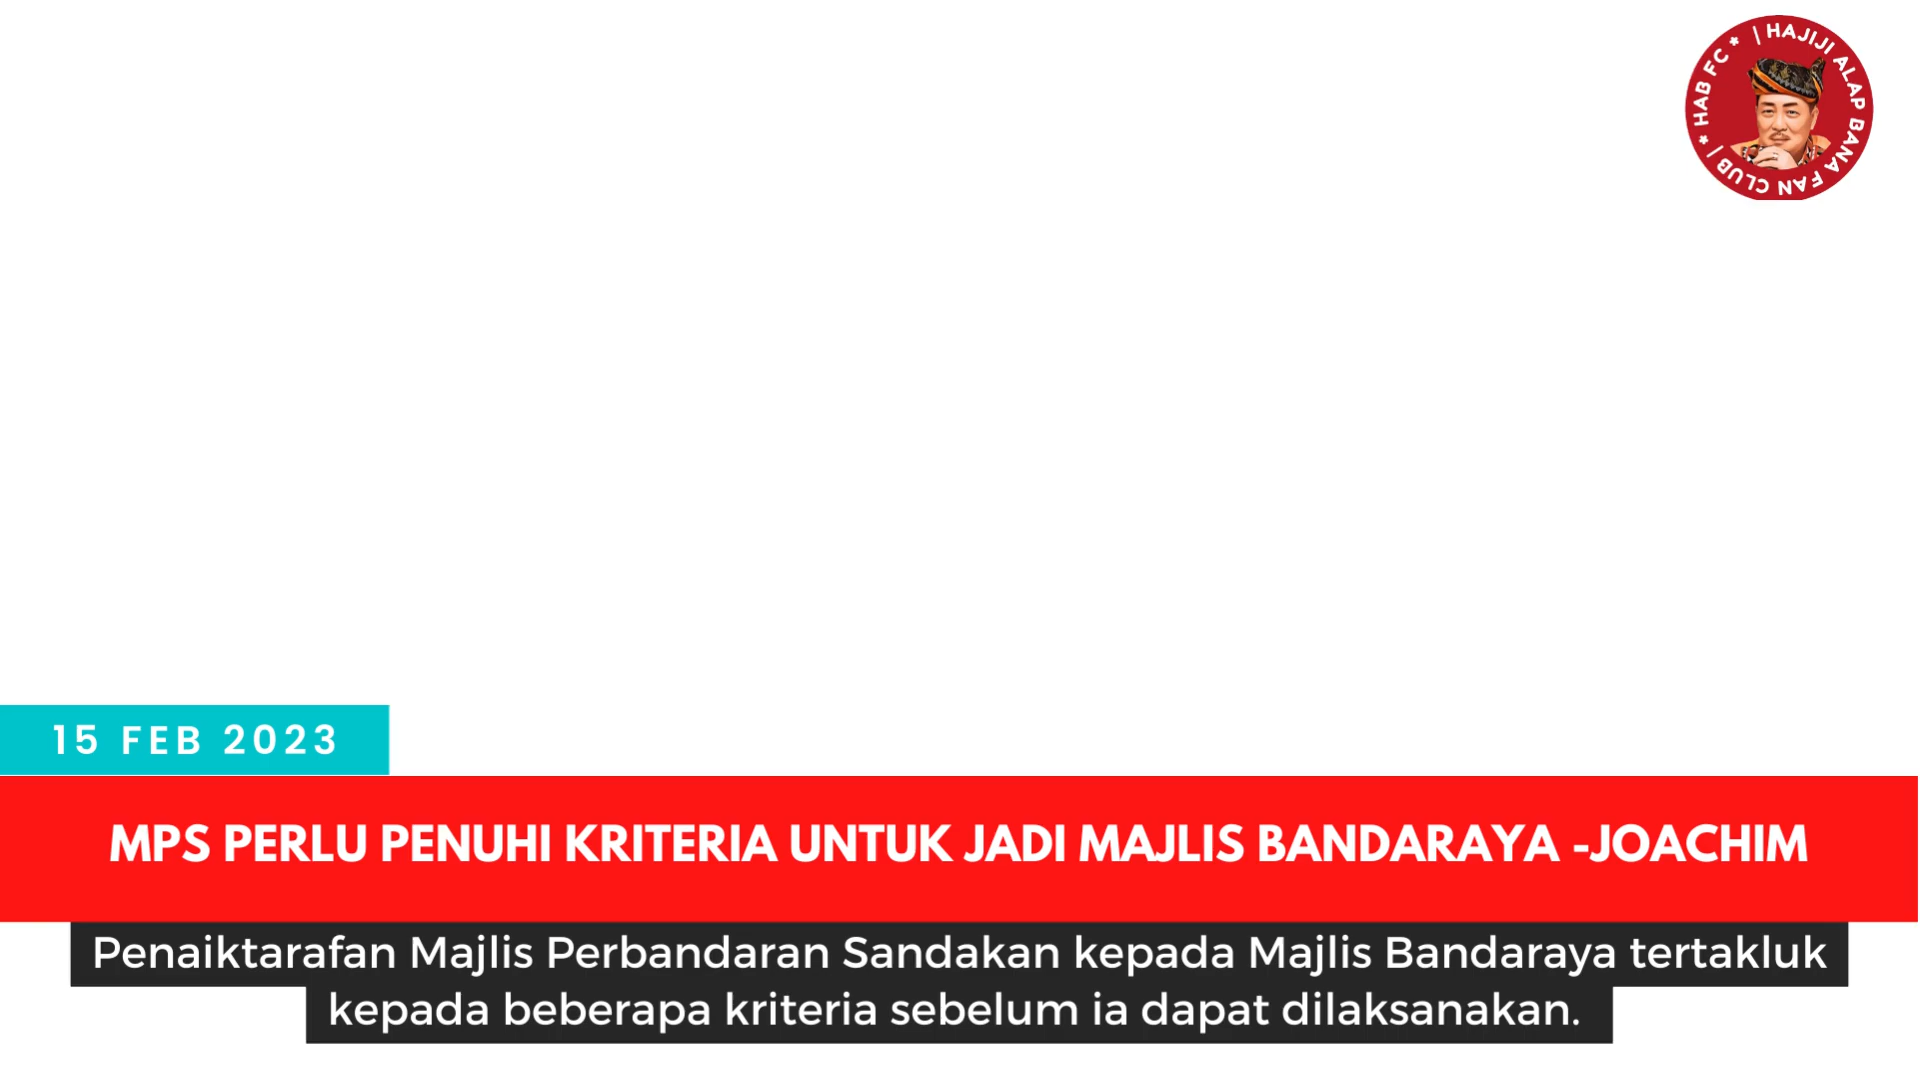 * HAB FC * | HAJIJI ALAP BANA FAN CLUB |
15 FEB 2023
MPS PERLU PENUHI KRITERIA UNTUK JADI MAJLIS BANDARAYA -JOACHIM
Penaiktarafan Majlis Perbandaran Sandakan kepada Majlis Bandaraya tertakluk
kepada beberapa kriteria sebelum ia dapat dilaksanakan.